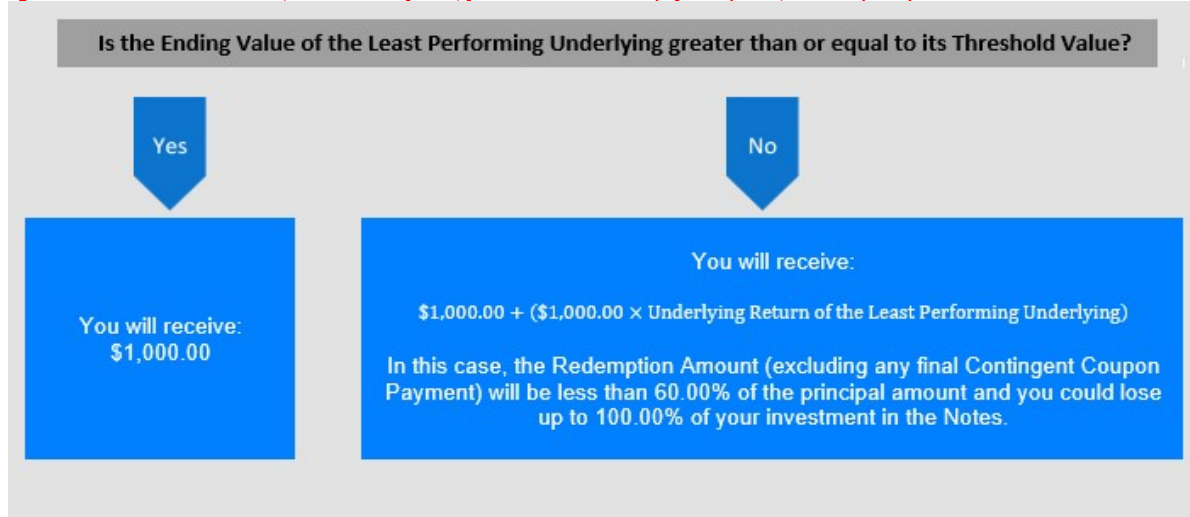 Is the Ending Value of the Least Performing Underlying greater than or equal to its Threshold Value?
Yes
No
You will receive:
$1,000.00
You will receive:
$1,000.00 + ($1,000.00 × Underlying Return of the Least Performing Underlying)
In this case, the Redemption Amount (excluding any final Contingent Coupon
Payment) will be less than 60.00% of the principal amount and you could lose
up to 100.00% of your investment in the Notes.